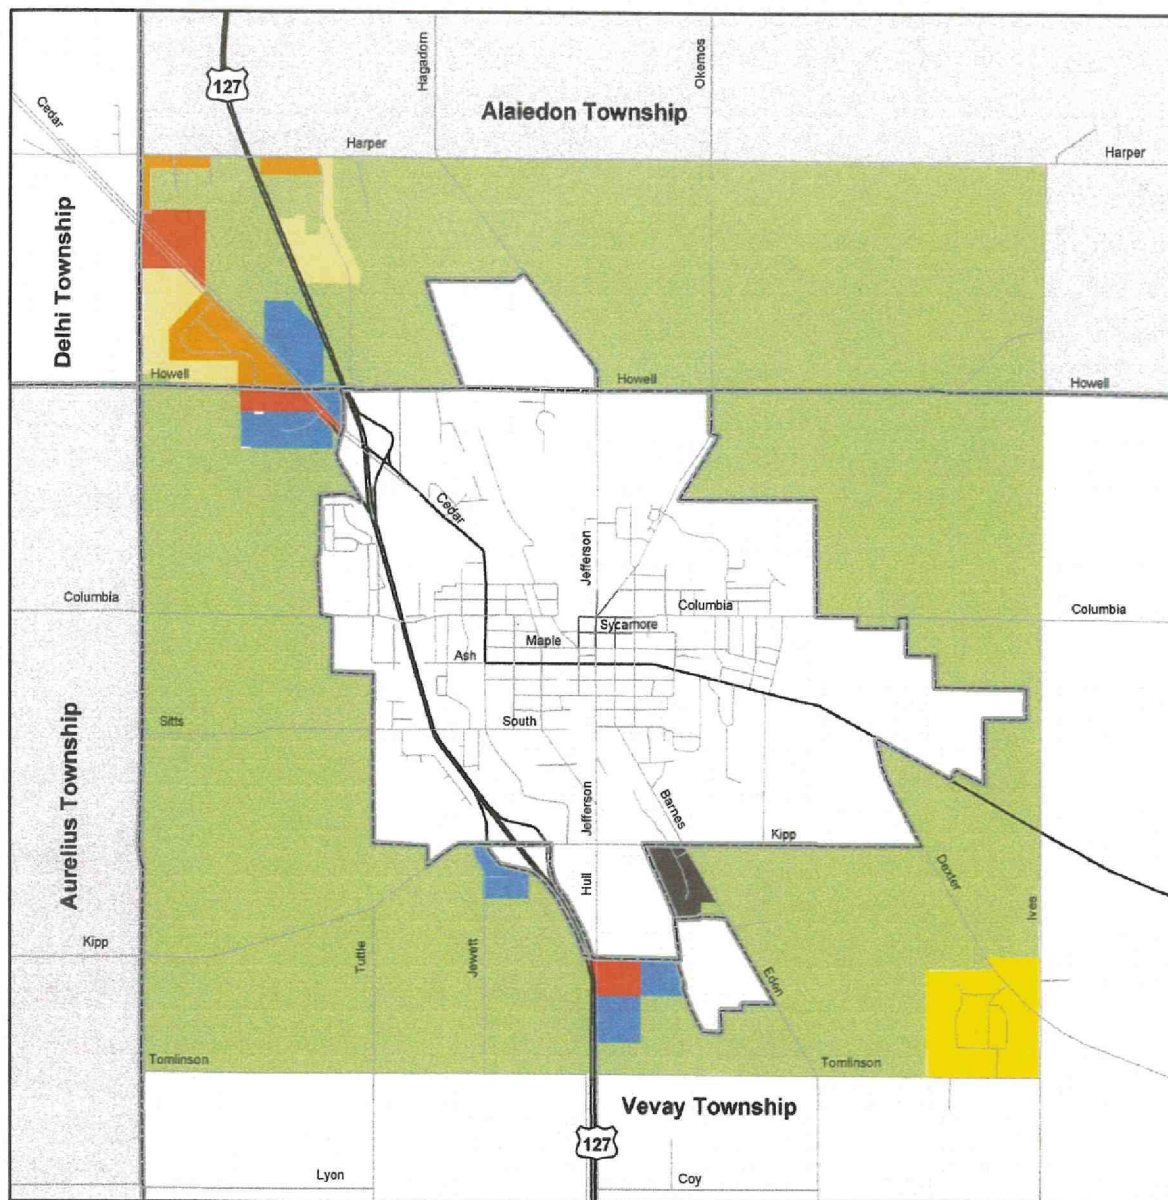 Hagadorn
Okemos
127
Cedar
Alaiedon Township
Harper
Harper
Delhi Township
Howell
Howell
Howell
Cedar
Jefferson
Columbia
Columbia
Columbia
Sycamore
Maple
Ash
Sitts
South
Aurelius Township
Jefferson
Barnes
Kipp
Dexter
Hull
Ives
Kipp
Tuttle
Jewett
Eden
Tomlinson
Tomlinson
Vevay Township
127
Lyon
Coy